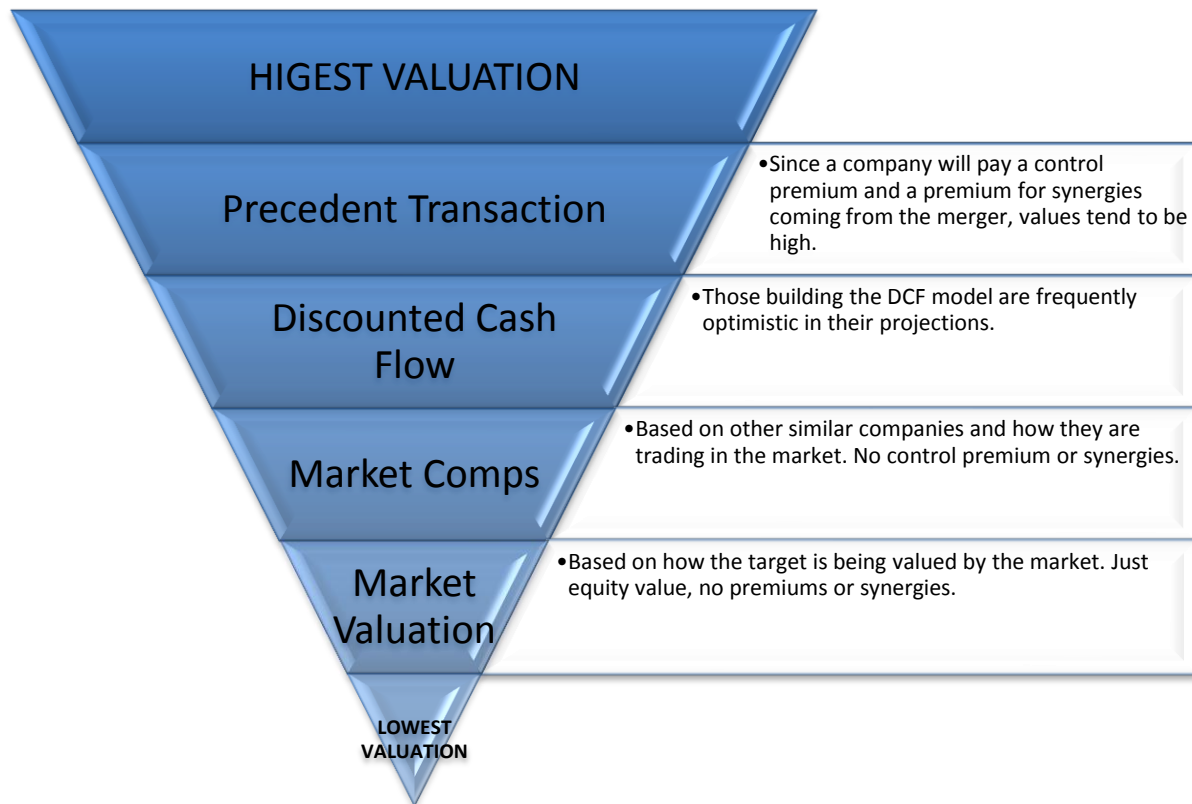 HIGEST VALUATION
Precedent Transaction
•Since a company will pay a control
premium and a premium for synergies
coming from the merger, values tend to be
high.
Discounted Cash
Flow
•Those building the DCF model are frequently
optimistic in their projections.
Market Comps
•Based on other similar companies and how they are
trading in the market. No control premium or synergies.
Market
Valuation
•Based on how the target is being valued by the market. Just
equity value, no premiums or synergies.
LOWEST
VALUATION